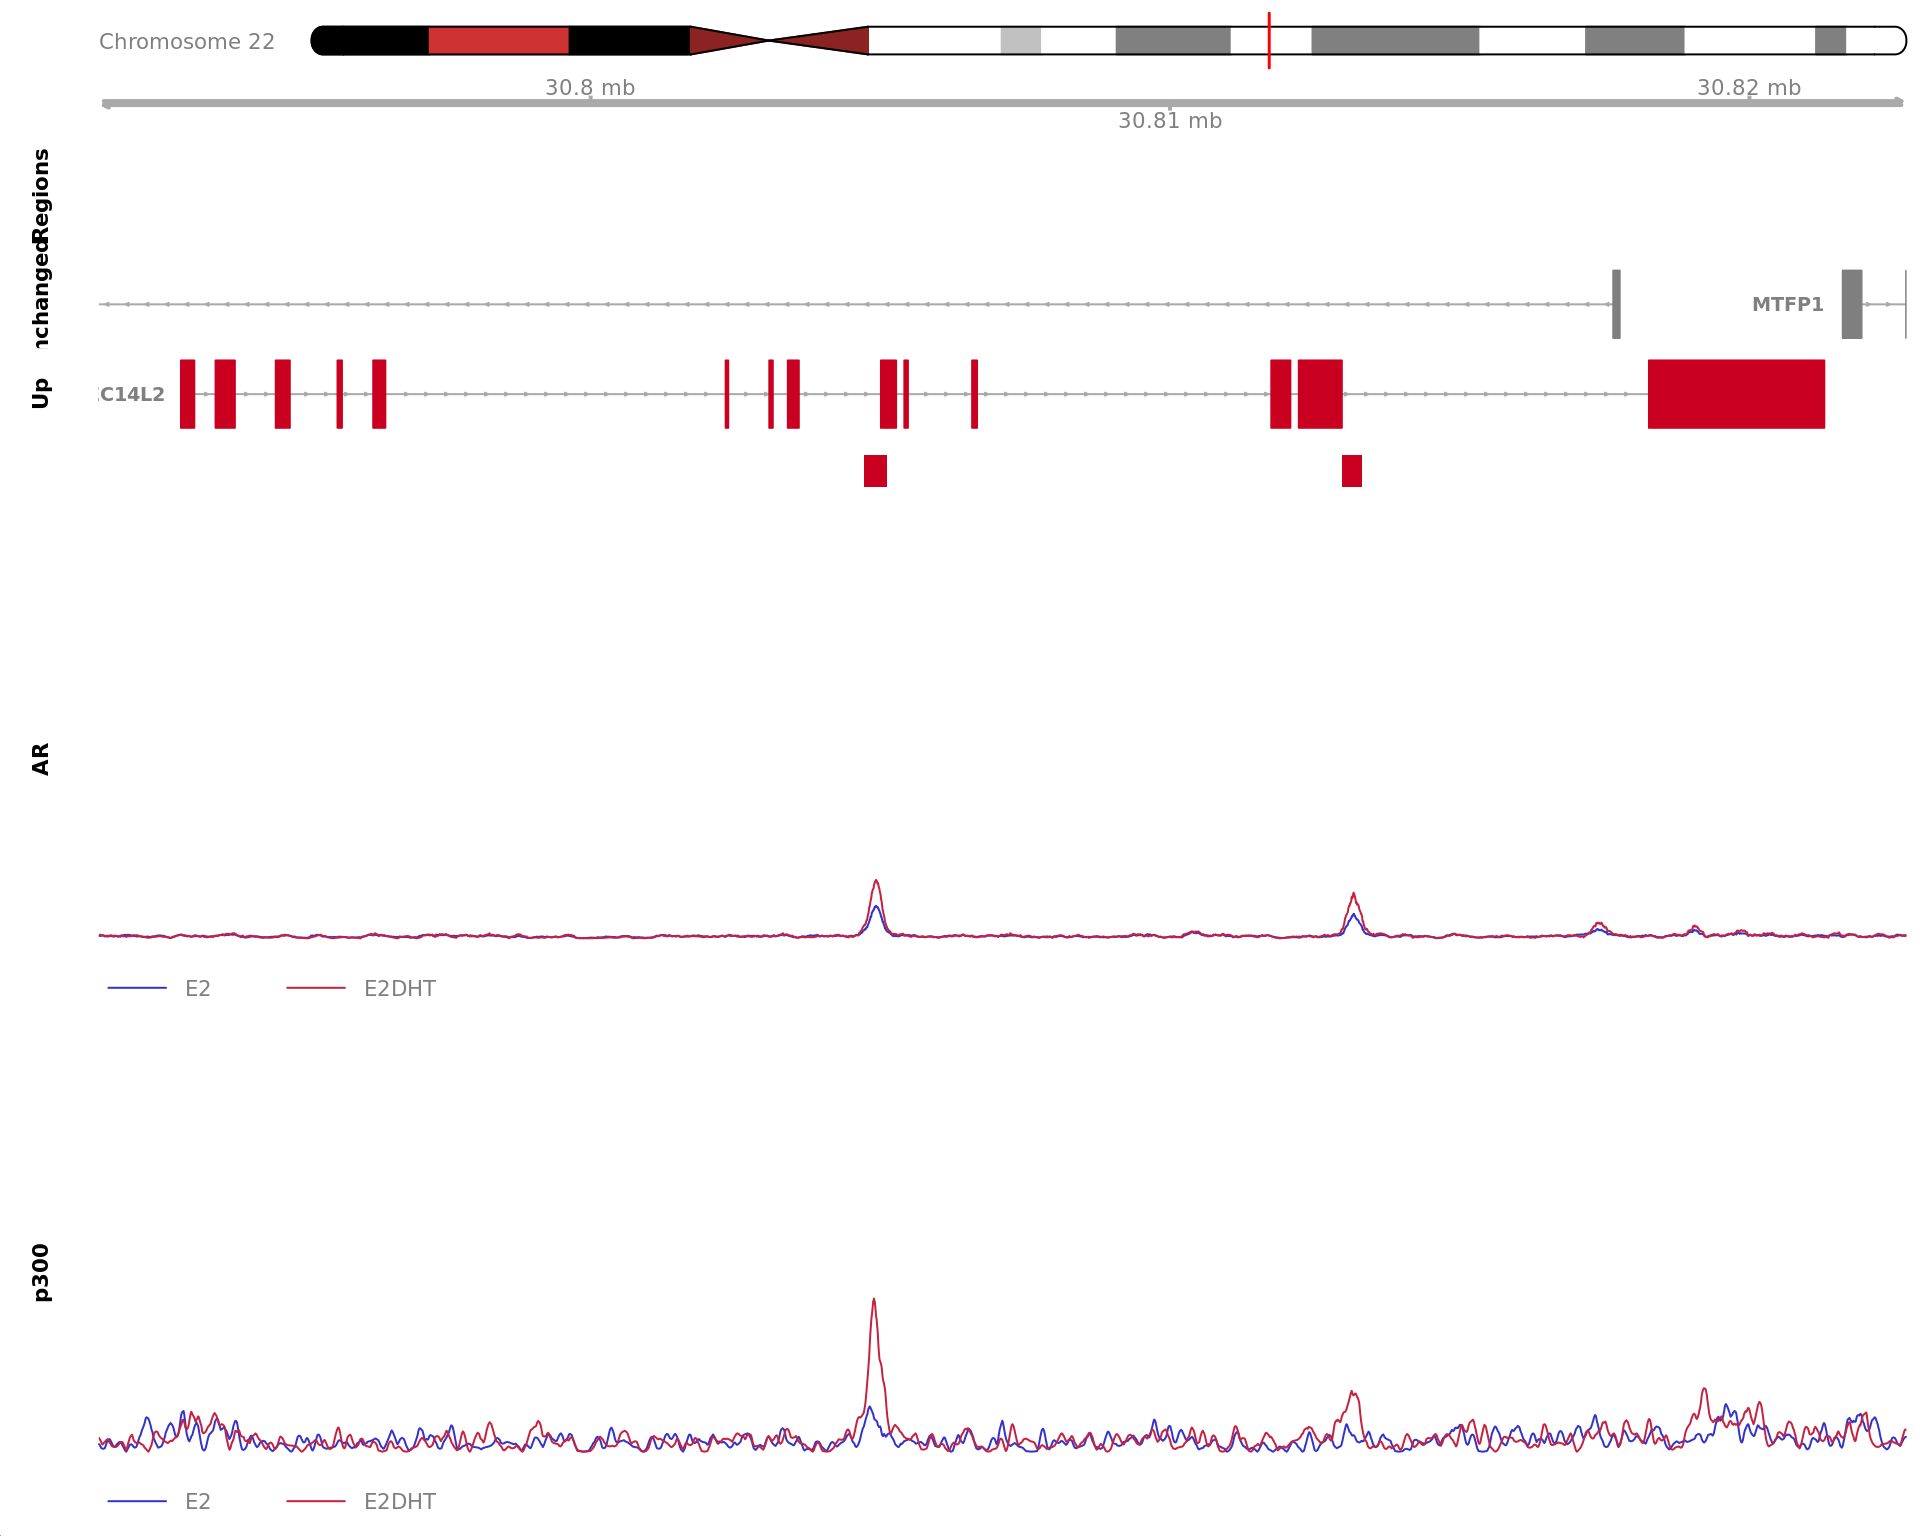 Chromosome 22
30.8 mb
30.82 mb
30.81 mb
Regions
nchanged
MTFP1
Up
C14L2
AR
E2
E2DHT
p300
E2
E2DHT